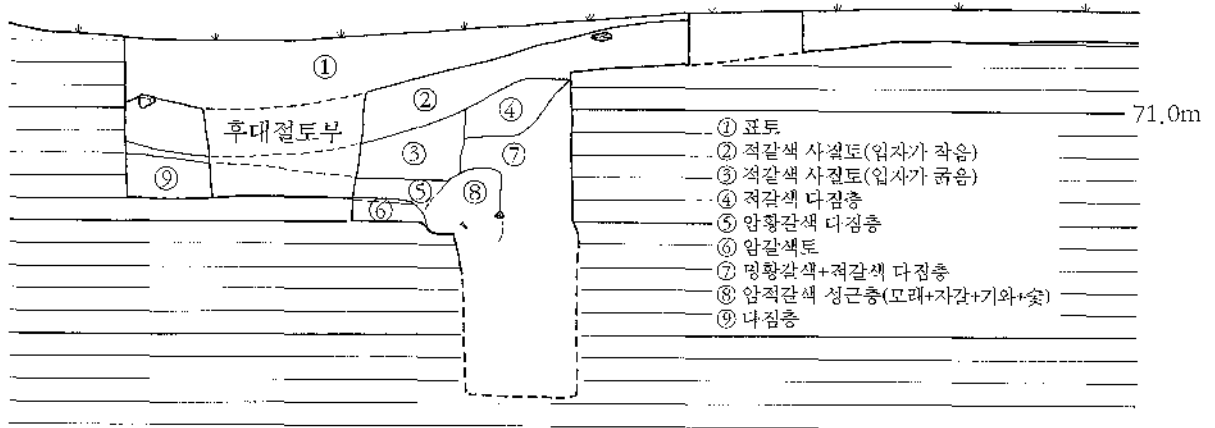 ①
②
④
후대절토부
③
⑦
⑨
⑤
⑧
⑥
71.0m
① 표토
② 적갈색 사질토(입자가 작음)
③ 적갈색 사질토(입자가 굵음)
④ 적갈색 다짐층
⑤ 암황갈색 다짐층
⑥ 암갈색토
⑦ 명황갈색+적갈색 다짐층
⑧ 암적갈색 성근층(모래+자갈+기와+숯)
⑨ 다짐층